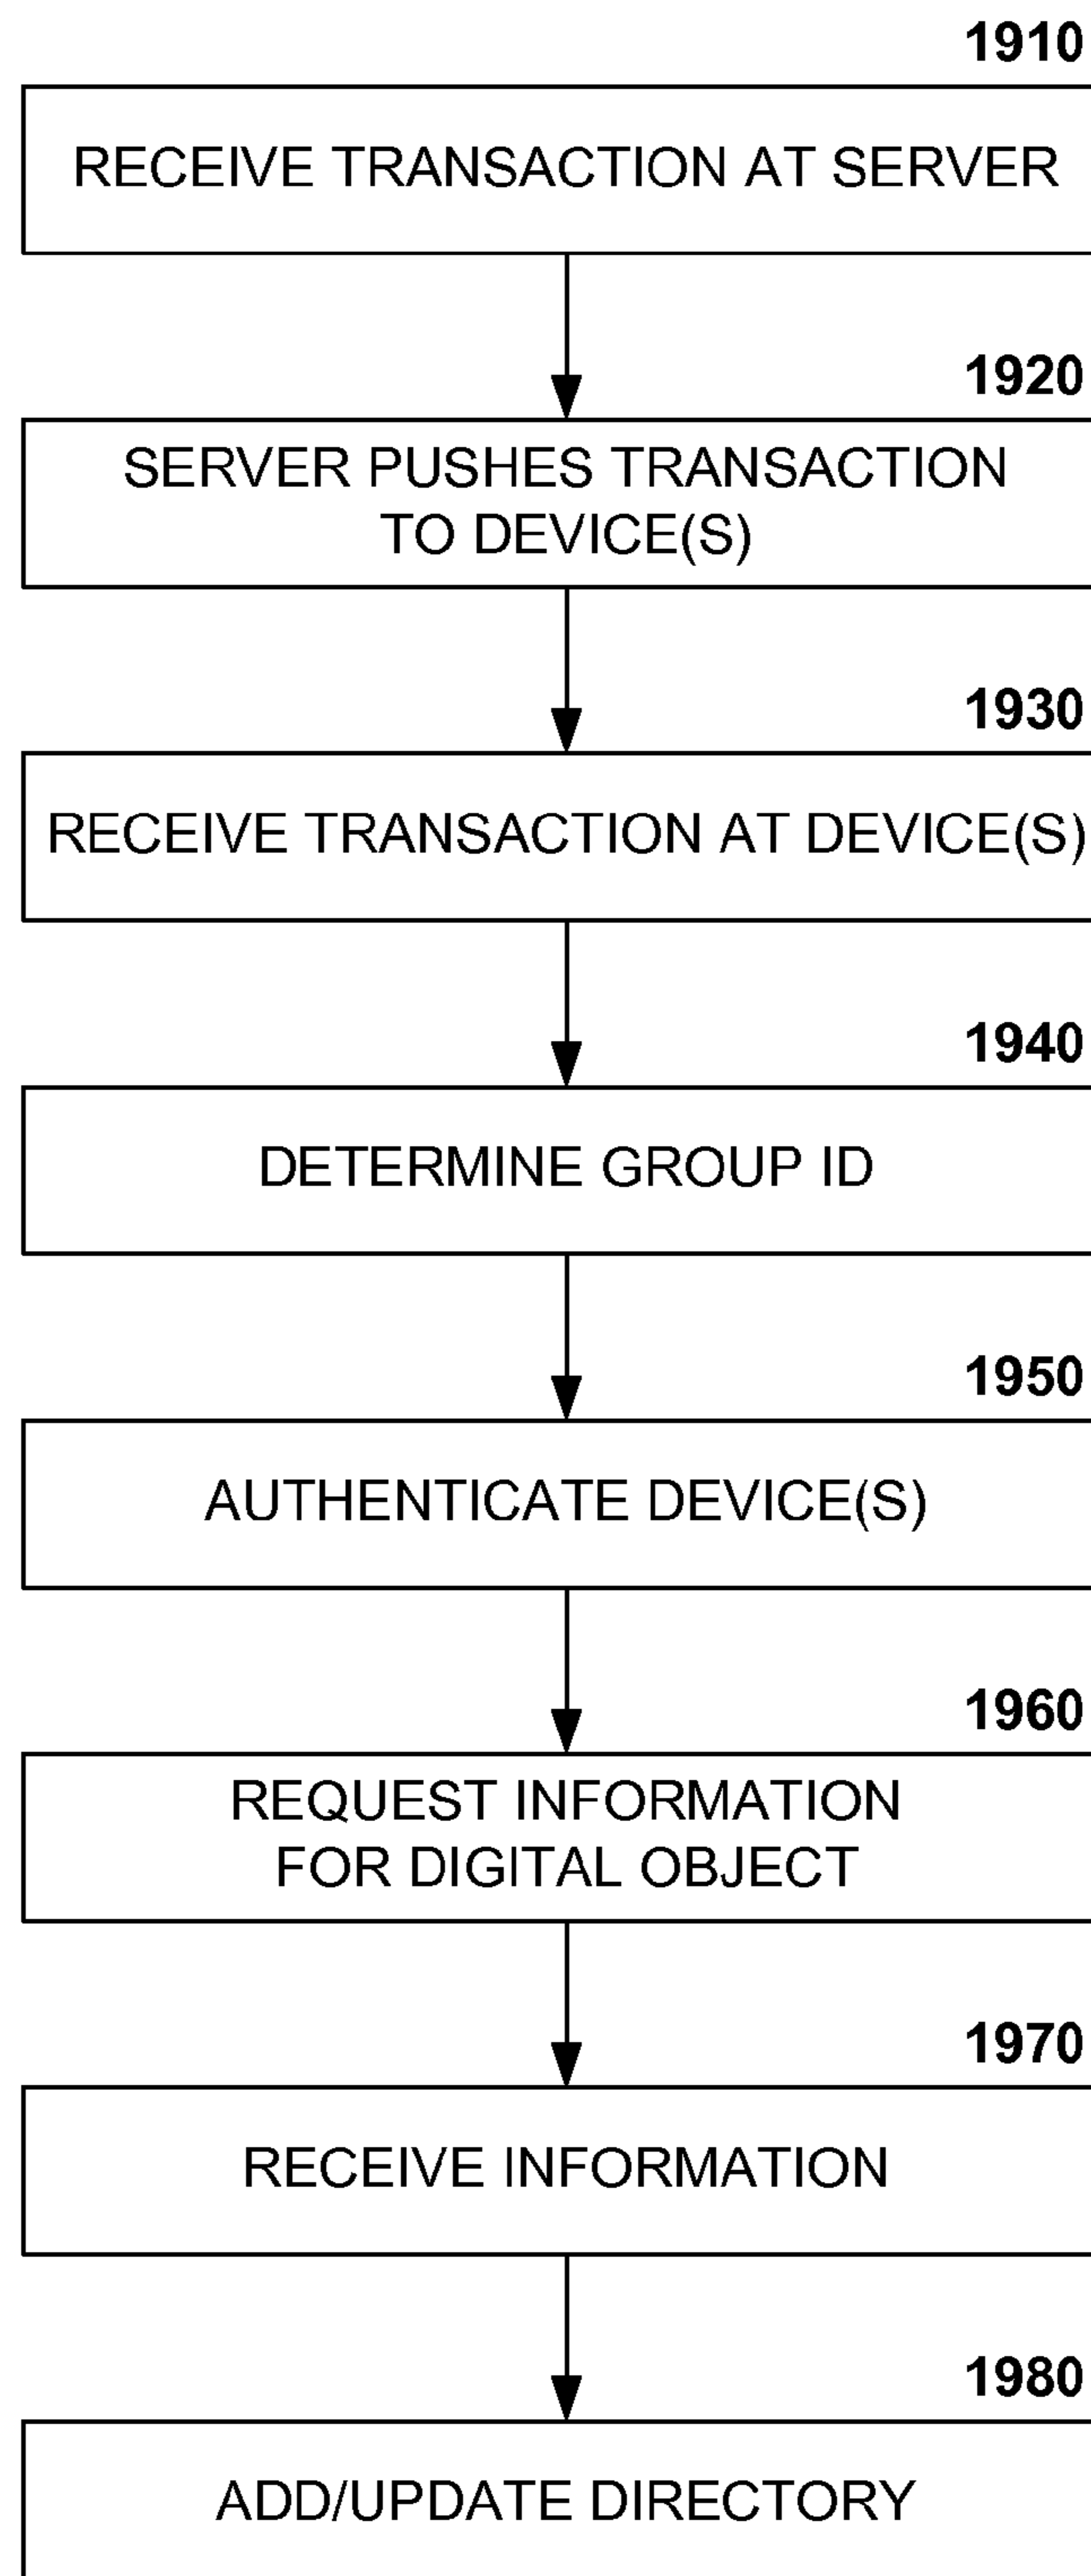 1910
RECEIVE TRANSACTION AT SERVER
1920
SERVER PUSHES TRANSACTION
TO DEVICE(S)
1930
RECEIVE TRANSACTION AT DEVICE(S)
1940
DETERMINE GROUP ID
1950
AUTHENTICATE DEVICE(S)
1960
REQUEST INFORMATION
FOR DIGITAL OBJECT
1970
RECEIVE INFORMATION
1980
ADD/UPDATE DIRECTORY